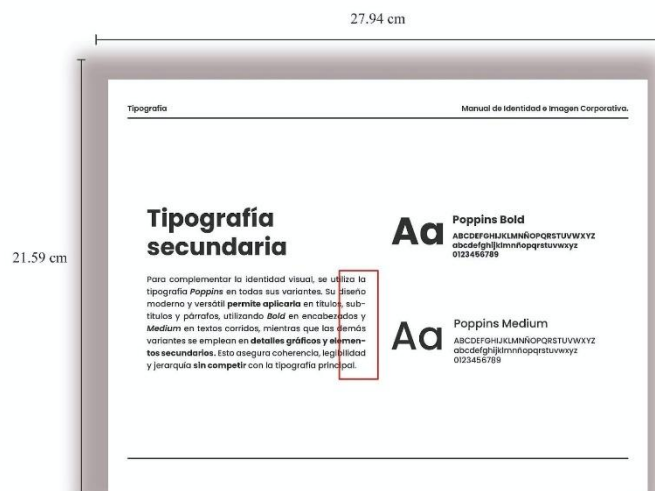 27.94 cm
Tipografía
Manual de Identidad e Imagen Corporativa.
21.59 cm
Tipografía
secundaria
Para complementar la identidad visual, se utiliza la
tipografía Poppins en todas sus variantes. Su diseño
moderno y versátil permite aplicarla en títulos, sub-
títulos y párrafos, utilizando Bold en encabezados y
Medium en textos corridos, mientras que las demás
variantes se emplean en detalles gráficos y elemen-
tos secundarios. Esto asegura coherencia, legibilidad
y jerarquía sin competir con la tipografía principal.
Aa
Poppins Bold
ABCDEFGHIJKLMNÑOPQRSTUVWXYZ
abcdefghijklmnñopqrstuvwxyz
0123456789
Aa
Poppins Medium
ABCDEFGHIJKLMNÑOPQRSTUVWXYZ
abcdefghijklmnñopqrstuvwxyz
0123456789